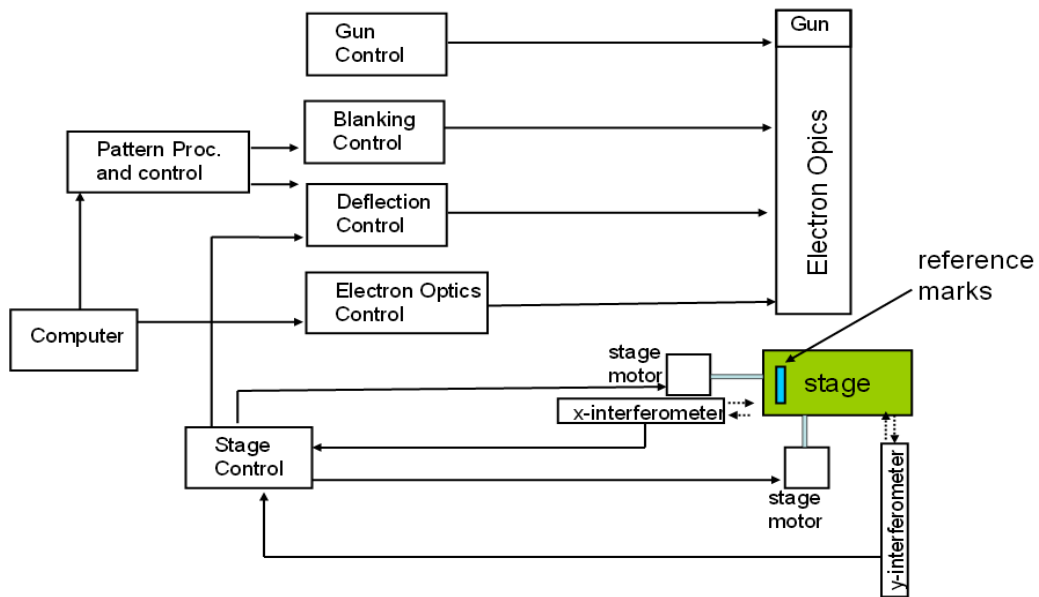 Gun
Control
Gun
Blanking
Control
Pattern Proc.
and control
Deflection
Control
Electron Opics
reference
marks
Electron Optics
Control
Computer
stage
motor
stage
x-interferometer
Stage
Control
stage
motor
y-interferometer